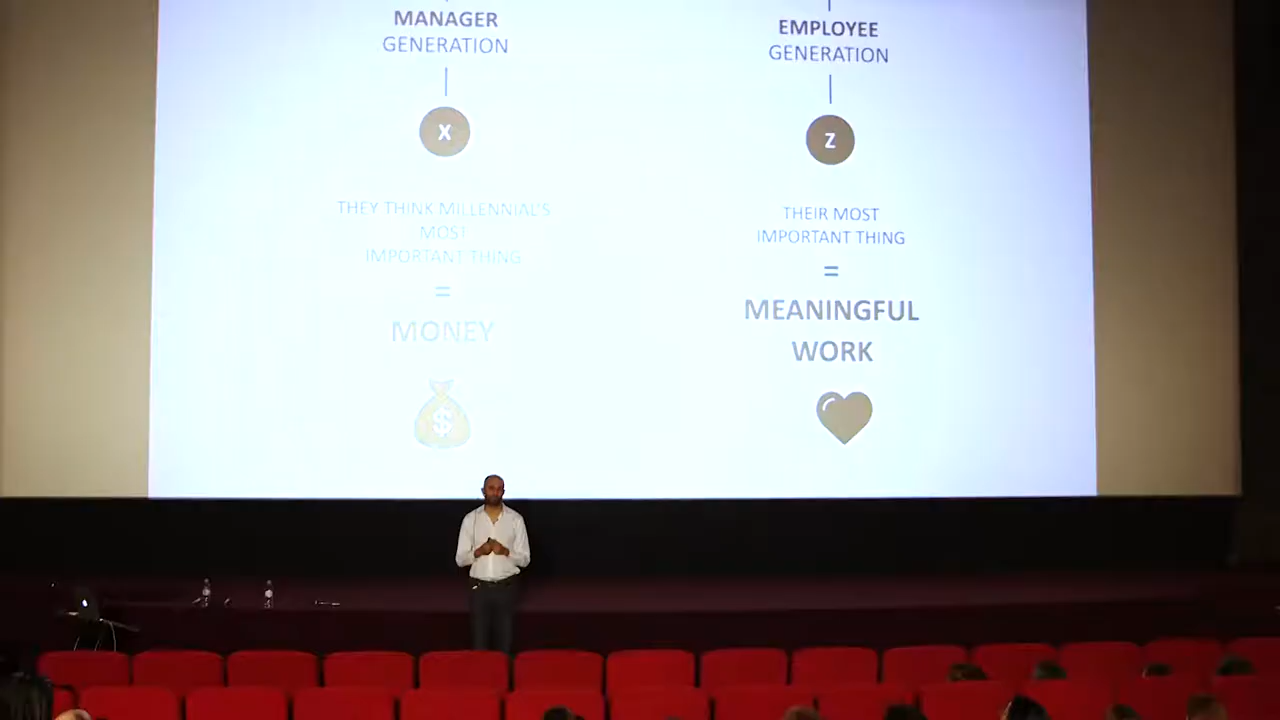 MANAGER
GENERATION
X
THEY THINK MILLENNIAL'S
MOST
IMPORTANT THING
=
MONEY
$
EMPLOYEE
GENERATION
Z
THEIR MOST
IMPORTANT THING
=
MEANINGFUL
WORK